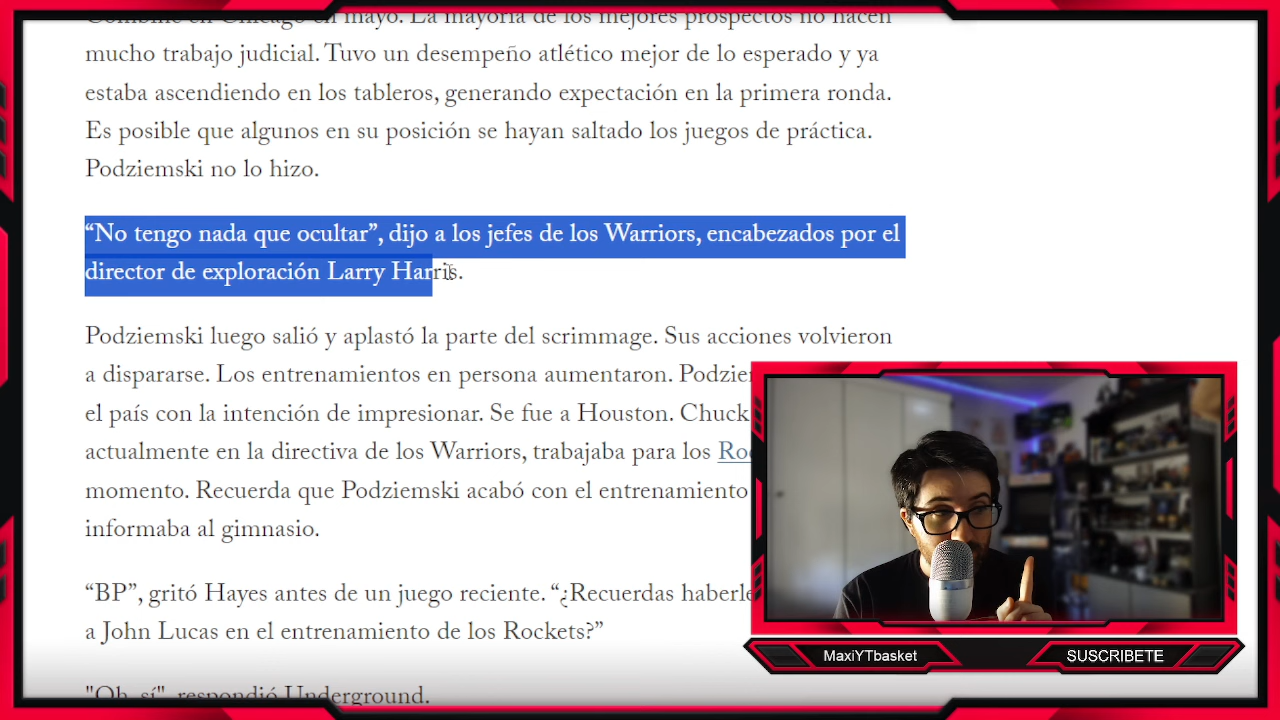 Combine en Chicago en mayo. La mayoría de los mejores prospectos no hacen
mucho trabajo judicial. Tuvo un desempeño atlético mejor de lo esperado y ya
estaba ascendiendo en los tableros, generando expectación en la primera ronda.
Es posible que algunos en su posición se hayan saltado los juegos de práctica.
Podziemski no lo hizo.
“No tengo nada que ocultar”, dijo a los jefes de los Warriors, encabezados por el
director de exploración Larry Harris.
Podziemski luego salió y aplastó la parte del scrimmage. Sus acciones volvieron
a dispararse. Los entrenamientos en persona aumentaron.
el país con la intención de impresionar. Se fue a Houston. Chuck
actualmente en la directiva de los Warriors, trabajaba para los
momento. Recuerda que Podziemski acabó con el entrenamiento
informaba al gimnasio.
“BP”, gritó Hayes antes de un juego reciente. “¿Recuerdas
a John Lucas en el entrenamiento de los Rockets?”
"Oh, sí", respondió Underground.
MaxiYTbasket
SUSCRIBETE